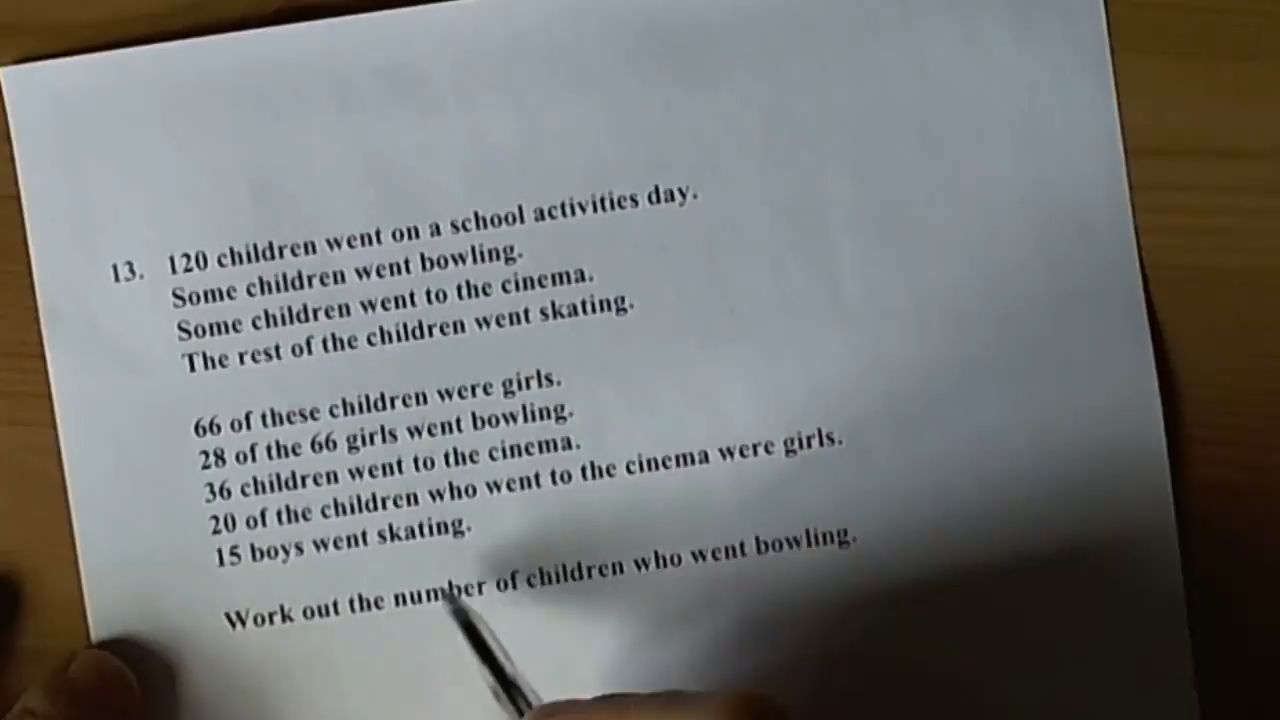 13. 120 children went on a school activities day.
Some children went bowling.
Some children went to the cinema.
The rest of the children went skating.
66 of these children were girls.
28 of the 66 girls went bowling.
36 children went to the cinema.
20 of the children who went to the cinema were girls.
15 boys went skating.
Work out the number of children who went bowling.